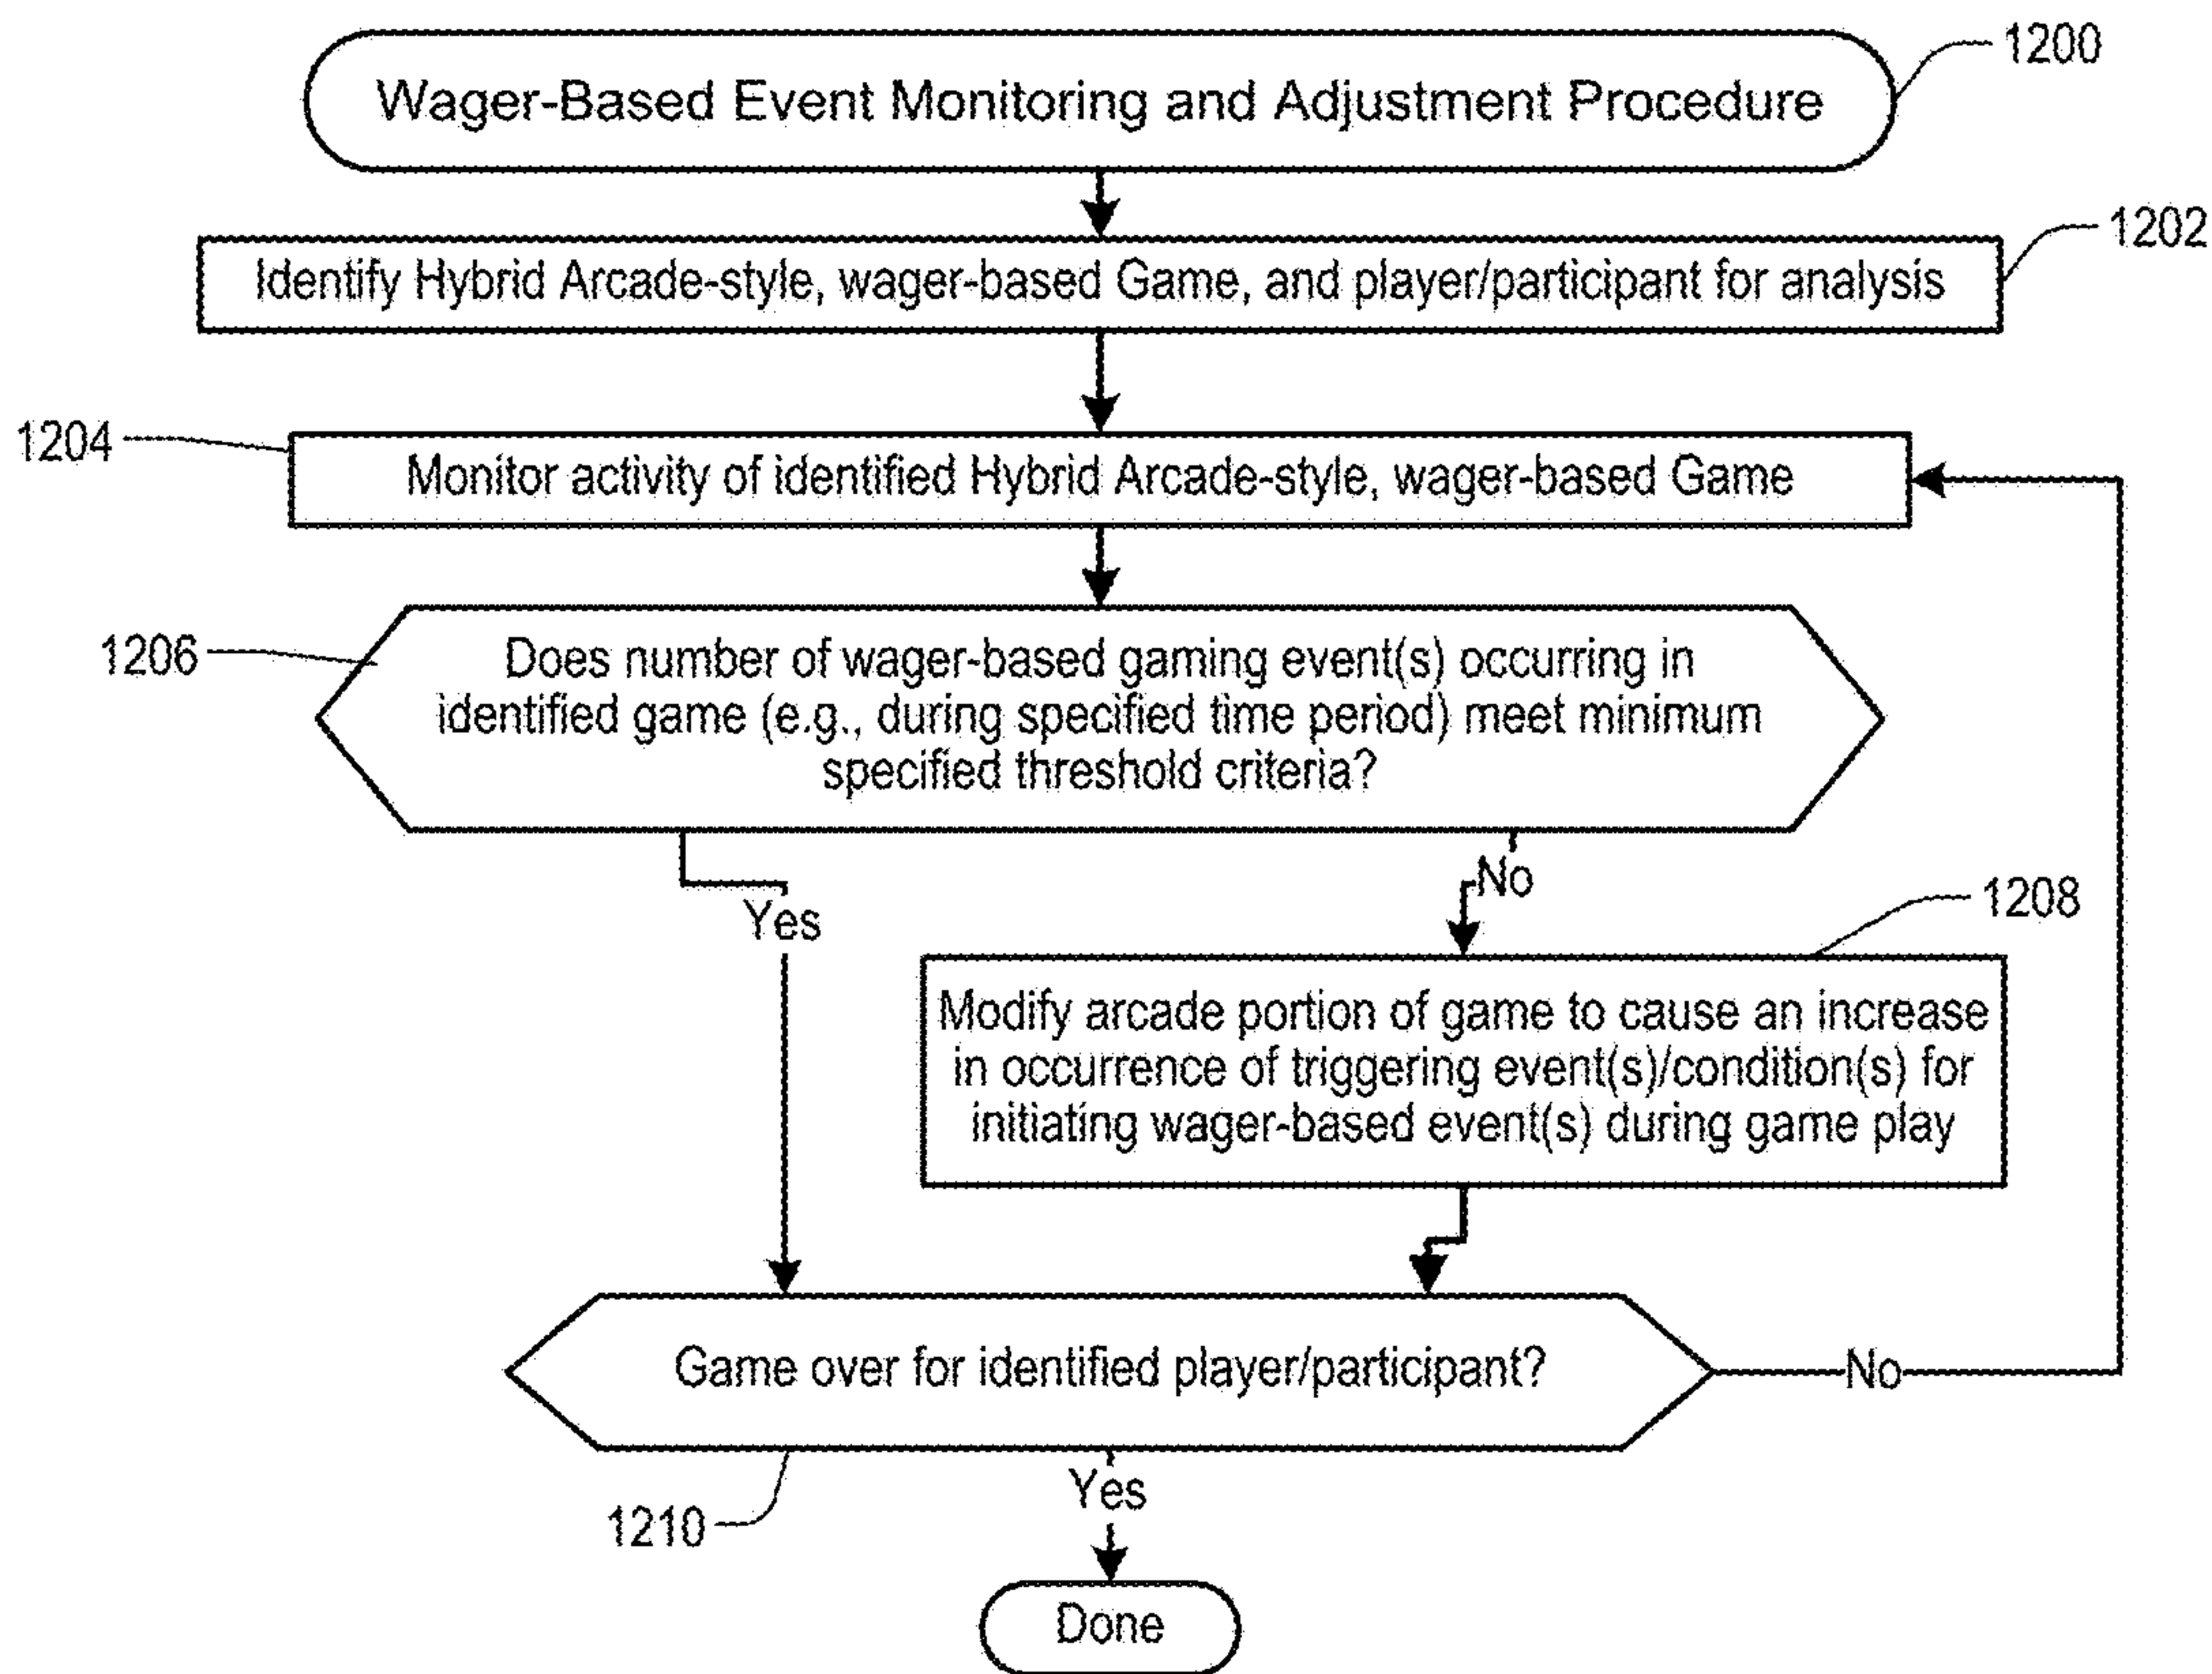 Wager-Based Event Monitoring and Adjustment Procedure
1200
Identify Hybrid Arcade-style, wager-based Game, and player/participant for analysis
1202
1204
Monitor activity of identified Hybrid Arcade-style, wager-based Game
1206
Does number of wager-based gaming event(s) occurring in
identified game (e.g., during specified time period) meet minimum
specified threshold criteria?
Yes
No
1208
Modify arcade portion of game to cause an increase
in occurrence of triggering event(s)/condition(s) for
initiating wager-based event(s) during game play
Game over for identified player/participant?
No
1210
Yes
Done